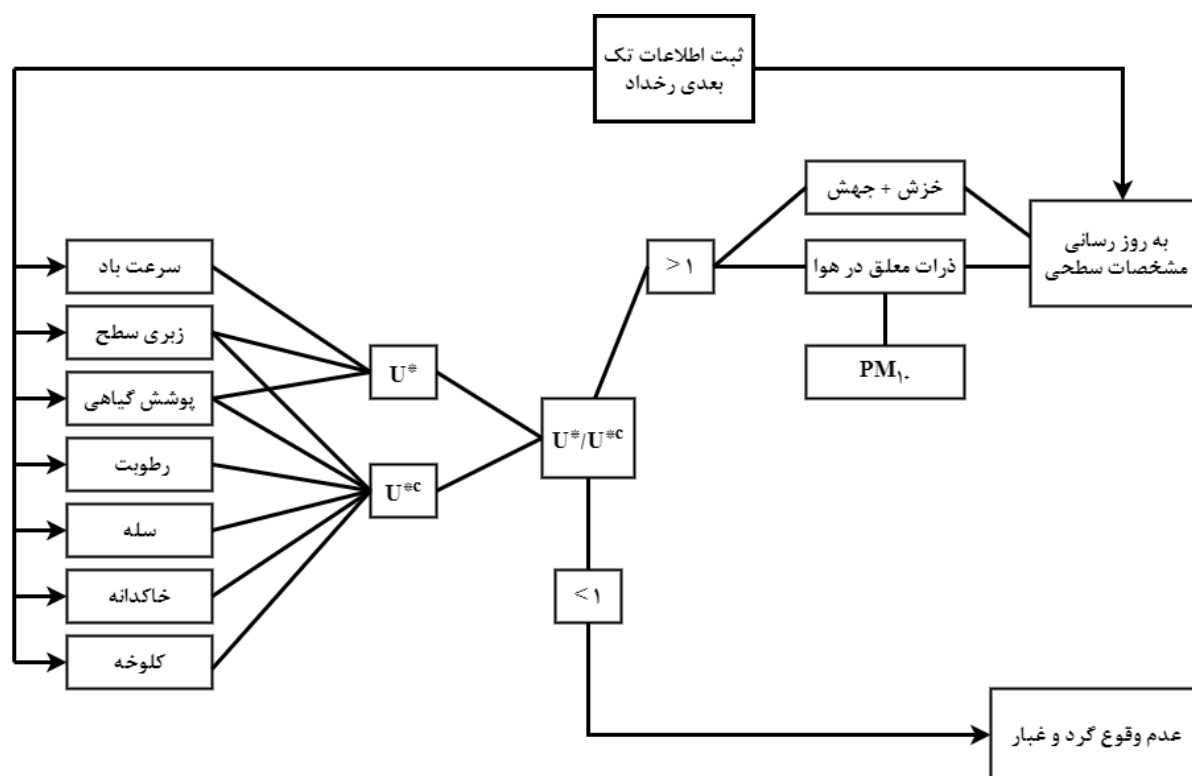 ثبت اطلاعات تک
بعدی رخداد
خزش + جهش
به روز رسانی
مشخصات سطحی
> ۱
ذرات معلق در هوا
سرعت باد
زبری سطح
U*
PM۱۰
پوشش گیاهی
U*/U*c
رطوبت
U*c
سله
< ۱
خاکدانه
کلوخه
عدم وقوع گرد و غبار